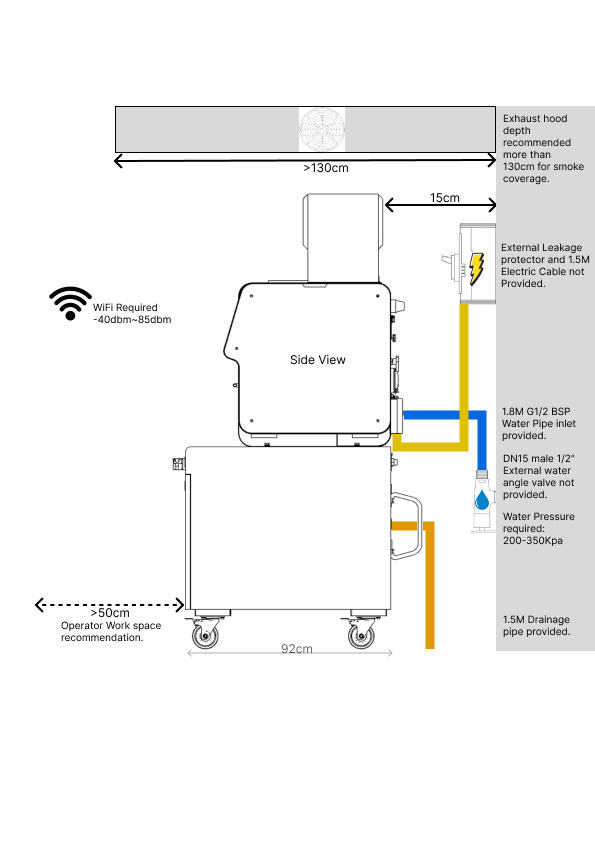 Exhaust hood
depth
recommended
more than
130cm for smoke
coverage.
>130cm
15cm
External Leakage
protector and 1.5M
Electric Cable not
Provided.
WiFi Required
-40dbm~85dbm
Side View
1.8M G1/2 BSP
Water Pipe inlet
provided.
DN15 male 1/2"
External water
angle valve not
provided.
Water Pressure
required:
200-350Kpa
>50cm
Operator Work space
recommendation.
1.5M Drainage
pipe provided.
92cm